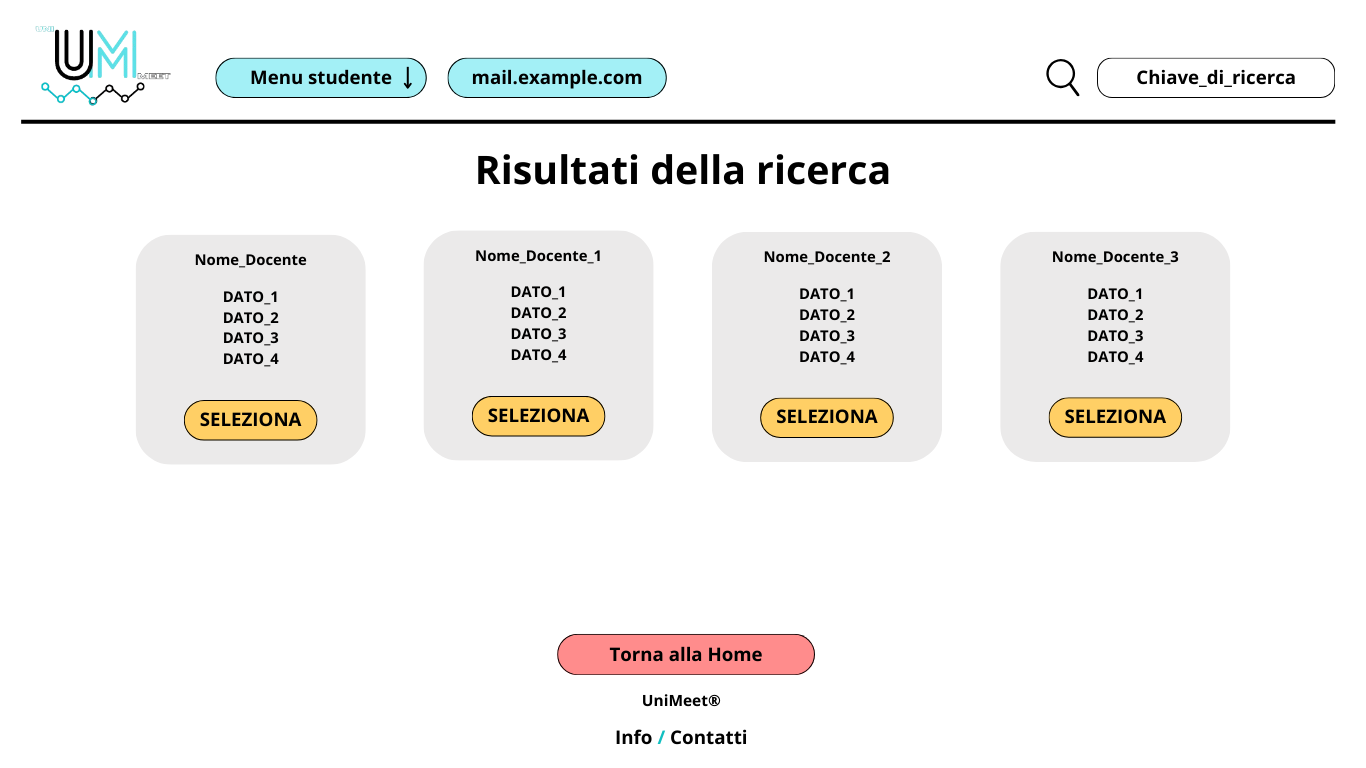 UNI
UM
MEET
Menu studente ↓
mail.example.com
Chiave_di_ricerca
Risultati della ricerca
Nome_Docente
DATO_1
DATO_2
DATO_3
DATO_4
SELEZIONA
Nome_Docente_1
DATO_1
DATO_2
DATO_3
DATO_4
SELEZIONA
Nome_Docente_2
DATO_1
DATO_2
DATO_3
DATO_4
SELEZIONA
Nome_Docente_3
DATO_1
DATO_2
DATO_3
DATO_4
SELEZIONA
Torna alla Home
UniMeet®
Info / Contatti